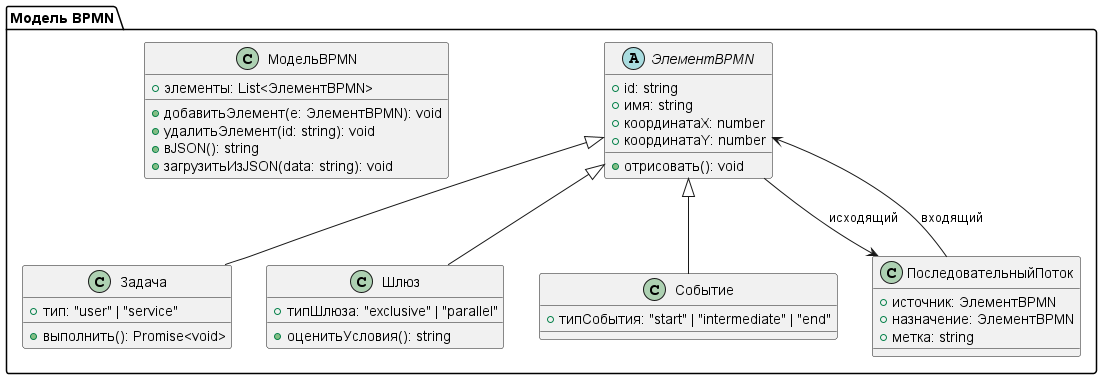 Модель BPMN
C МодельBPMN
элементы: List<ЭлементBPMN>
добавитьЭлемент(e: ЭлементBPMN): void
удалитьЭлемент(id: string): void
вJSON(): string
загрузитьИзJSON(data: string): void
A ЭлементBPMN
id: string
имя: string
координатаX: number
координатаY: number
отрисовать(): void
исходящий
входящий
C Задача
тип: "user" | "service"
выполнить(): Promise<void>
C Шлюз
типШлюза: "exclusive" | "parallel"
оценитьУсловия(): string
C Событие
типСобытия: "start" | "intermediate" | "end"
C ПоследовательныйПоток
источник: ЭлементBPMN
назначение: ЭлементBPMN
метка: string